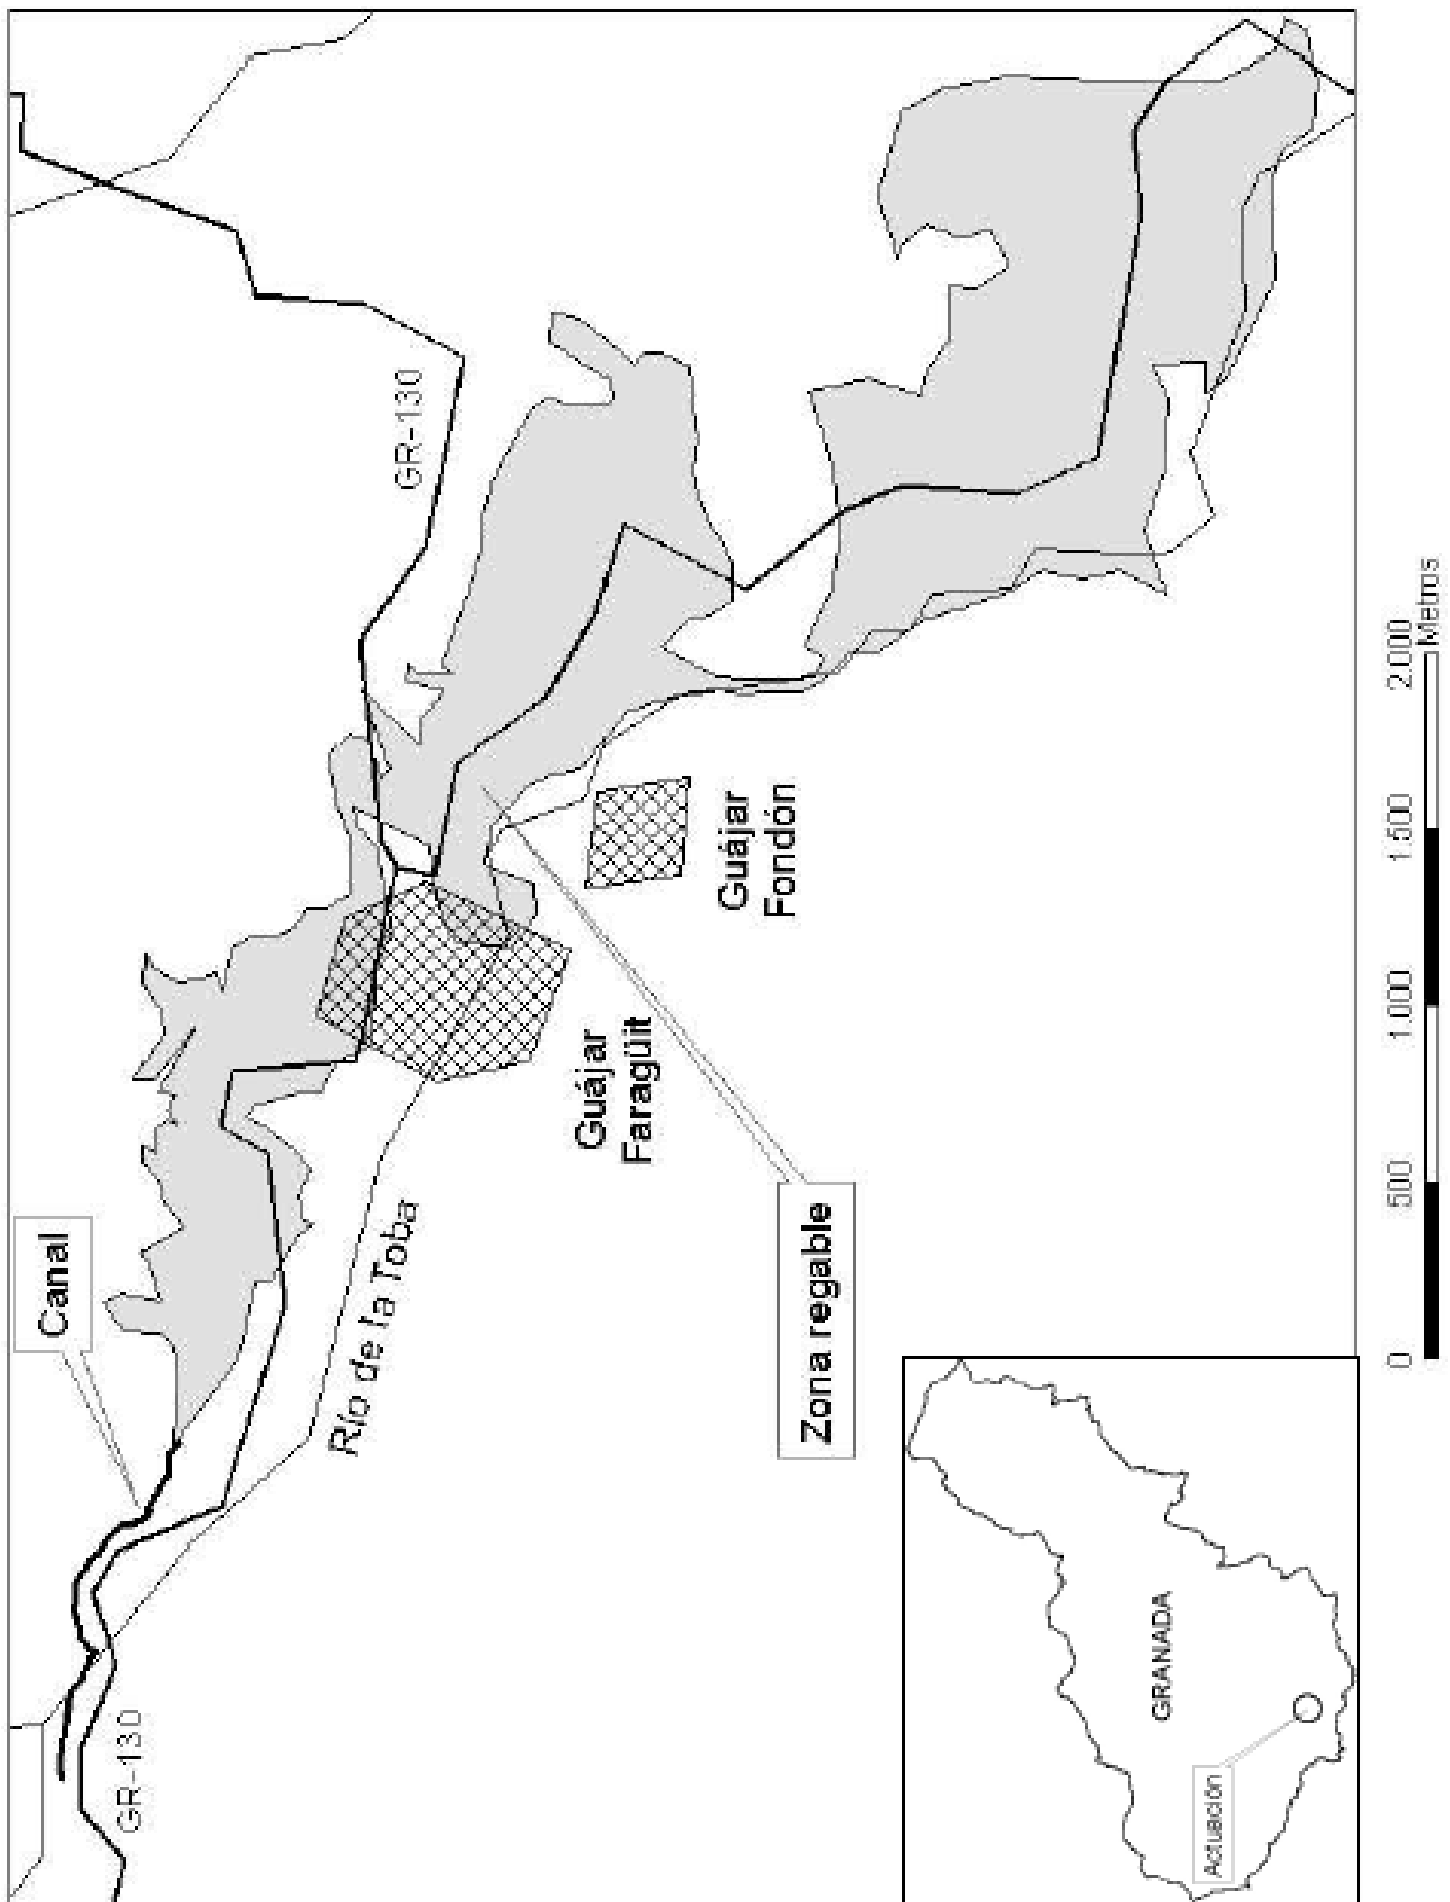 Canal
GR-130
GR-130
Río de la Toba
Guájar
Faragüit
Guájar
Fondón
Zona regable
GRANADA
Actuación
0
500
1.000
1.500
2.000
Metros